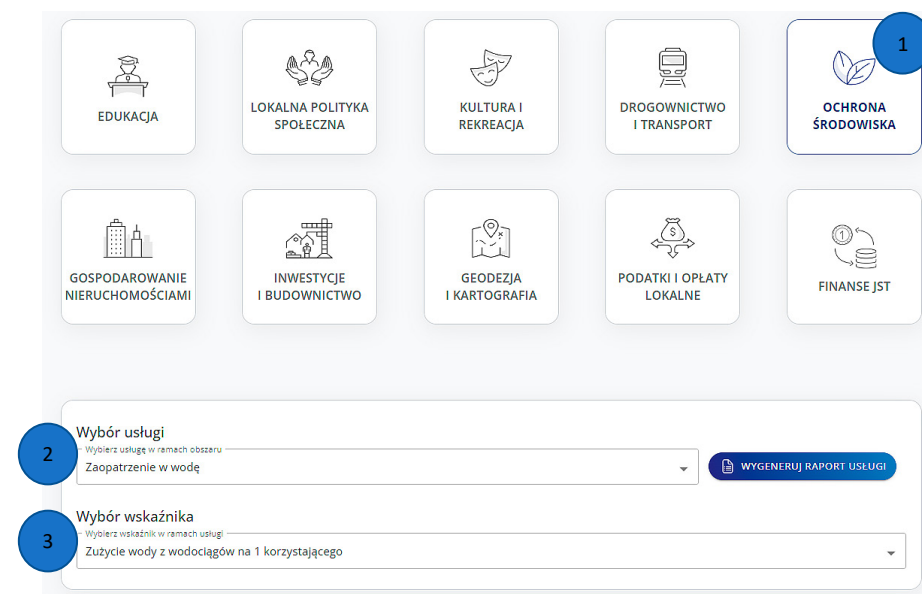 1
EDUKACJA
LOKALNA POLITYKA
SPOŁECZNA
KULTURA I
REKREACJA
DROGOWNICTWO
I TRANSPORT
OCHRONA
ŚRODOWISKA
GOSPODAROWANIE
NIERUCHOMOŚCIAMI
INWESTYCJE
I BUDOWNICTWO
GEODEZJA
I KARTOGRAFIA
$
PODATKI I OPŁATY
LOKALNE
1
FINANSE JST
2
Wybór usługi
Wybierz usługę w ramach obszaru
Zaopatrzenie w wodę
WYGENERUJ RAPORT USŁUGI
3
Wybór wskaźnika
Wybierz wskaźnik w ramach usługi
Zużycie wody z wodociągów na 1 korzystającego